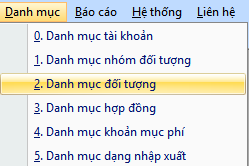 Danh mục Báo cáo Hệ thống Liên hệ
0. Danh mục tài khoản
1. Danh mục nhóm đối tượng
2. Danh mục đối tượng
3. Danh mục hợp đồng
4. Danh mục khoản mục phí
5. Danh mục dạng nhập xuất